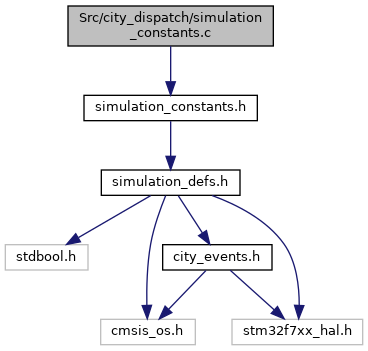 Src/city_dispatch/simulation
_constants.c
simulation_constants.h
simulation_defs.h
stdbool.h
city_events.h
cmsis_os.h
stm32f7xx_hal.h